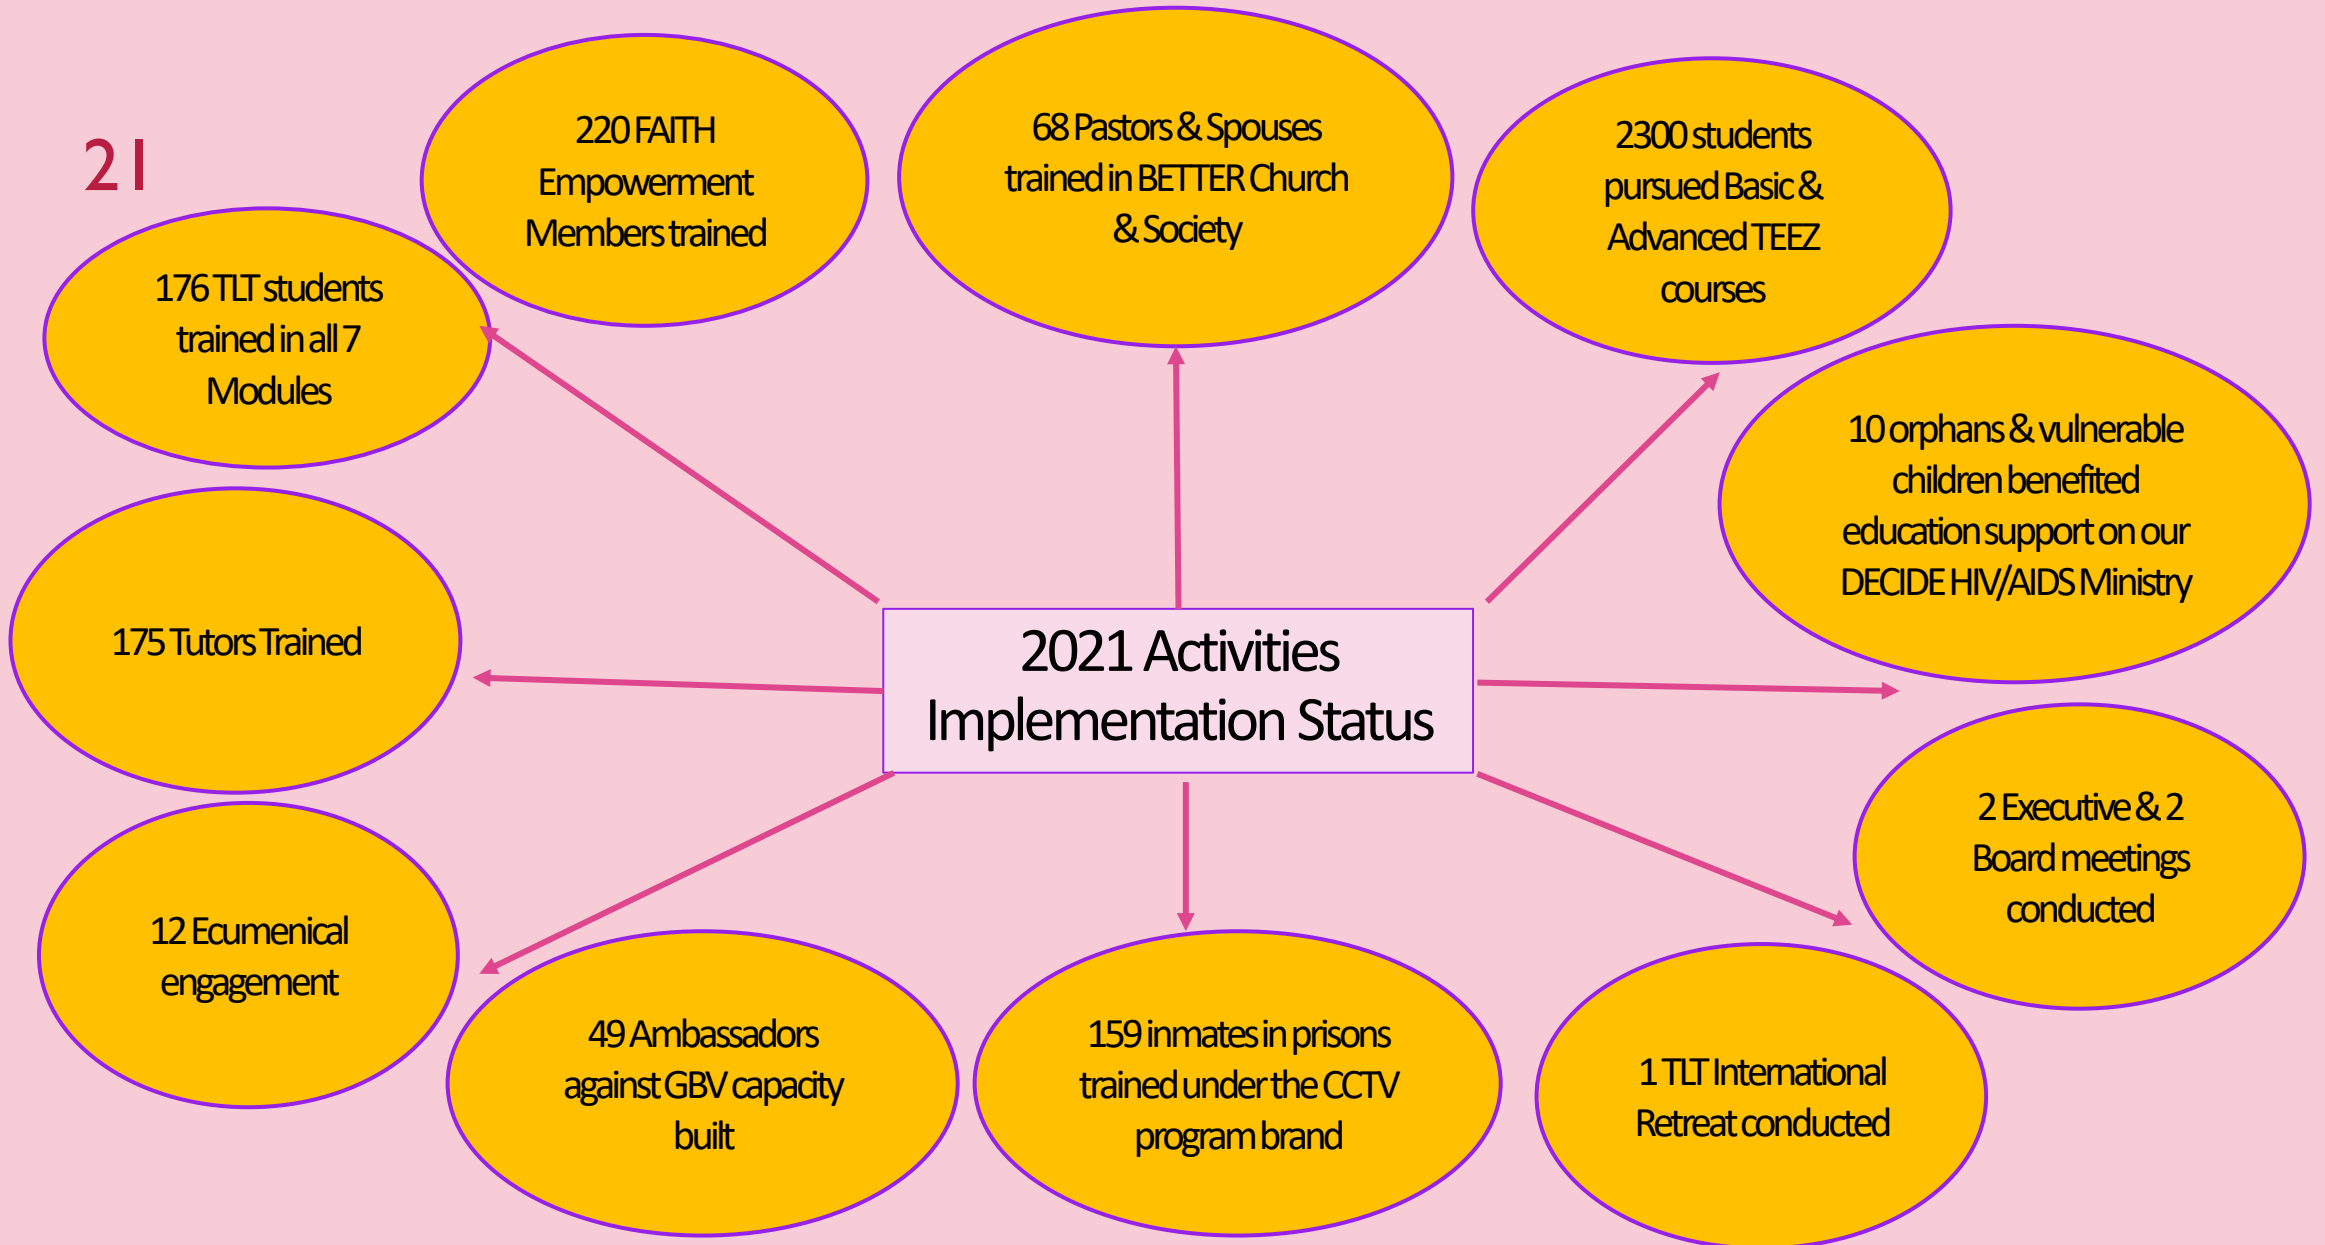 21
220 FAITH
Empowerment
Members trained
68 Pastors & Spouses
trained in BETTER Church
& Society
2300 students
pursued Basic &
Advanced TEEZ
courses
176 TLT students
trained in all 7
Modules
10 orphans & vulnerable
children benefited
education support on our
DECIDE HIV/AIDS Ministry
175 Tutors Trained
2021 Activities
Implementation Status
2 Executive & 2
Board meetings
conducted
12 Ecumenical
engagement
49 Ambassadors
against GBV capacity
built
159 inmates in prisons
trained under the CCTV
program brand
1 TLT International
Retreat conducted